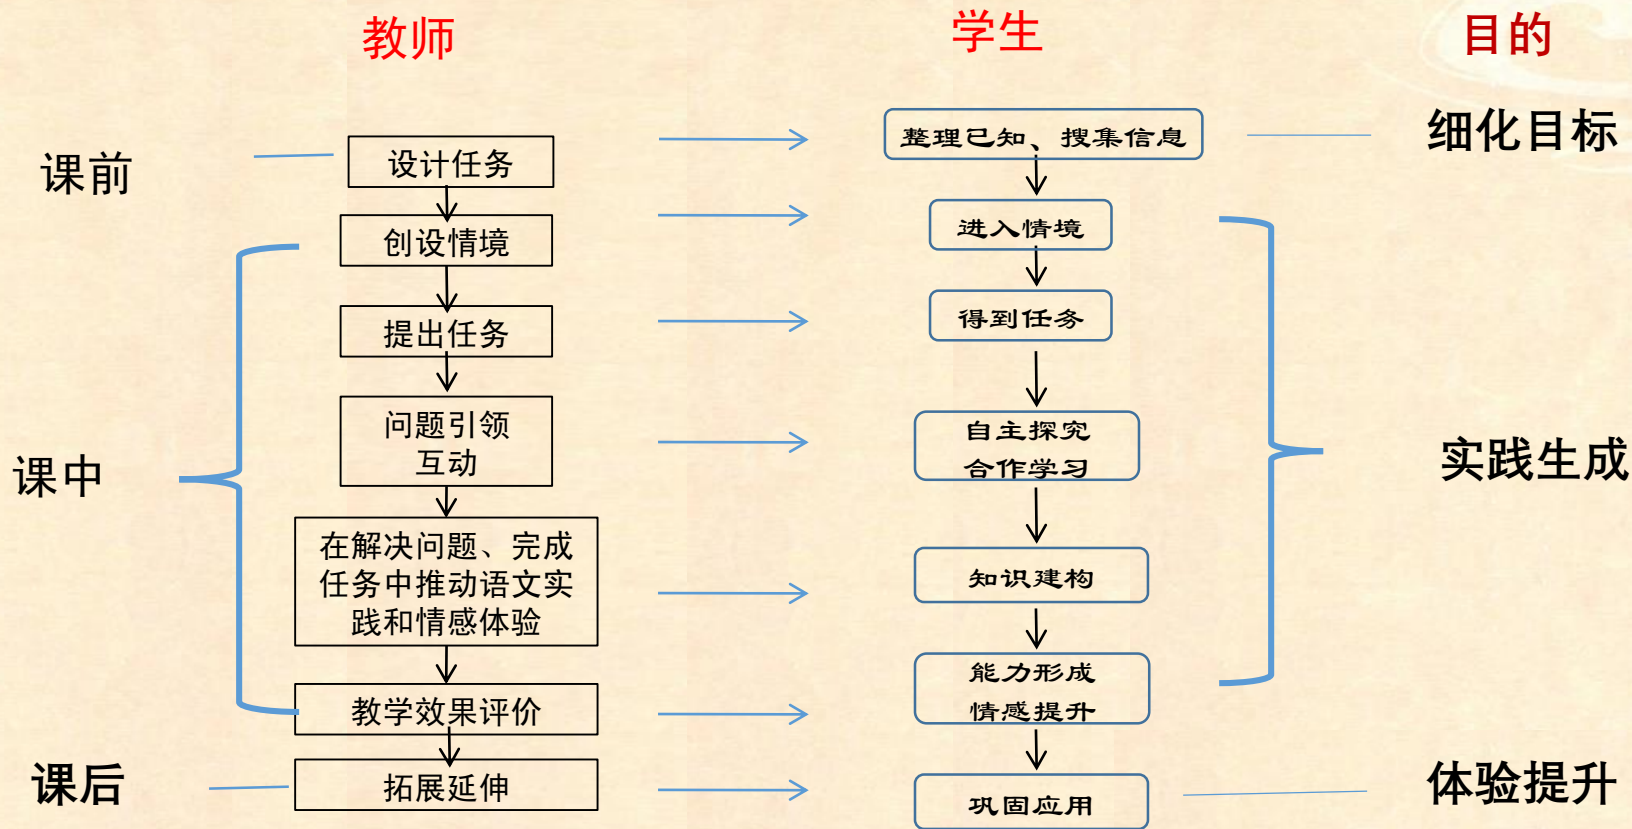 教师
学生
目的
课前
设计任务
整理已知、搜集信息
细化目标
创设情境
进入情境
提出任务
得到任务
课中
问题引领
互动
自主探究
合作学习
实践生成
在解决问题、完成
任务中推动语文实
践和情感体验
知识建构
教学效果评价
能力形成
情感提升
课后
拓展延伸
巩固应用
体验提升